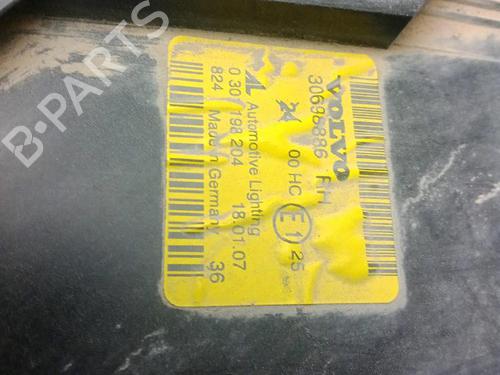 VOLVO
30698886 RH
24 00 HC E1 25
AL Automotive Lighting
0 301 198 204 18.01.07
824 Made in Germany 36
B-PARTS